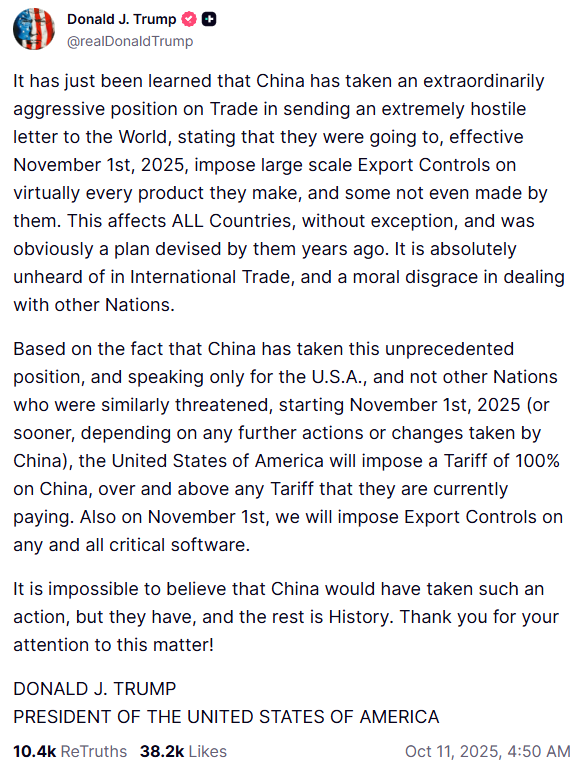 Donald J. Trump
@realDonaldTrump
It has just been learned that China has taken an extraordinarily
aggressive position on Trade in sending an extremely hostile
letter to the World, stating that they were going to, effective
November 1st, 2025, impose large scale Export Controls on
virtually every product they make, and some not even made by
them. This affects ALL Countries, without exception, and was
obviously a plan devised by them years ago. It is absolutely
unheard of in International Trade, and a moral disgrace in dealing
with other Nations.
Based on the fact that China has taken this unprecedented
position, and speaking only for the U.S.A., and not other Nations
who were similarly threatened, starting November 1st, 2025 (or
sooner, depending on any further actions or changes taken by
China), the United States of America will impose a Tariff of 100%
on China, over and above any Tariff that they are currently
paying. Also on November 1st, we will impose Export Controls on
any and all critical software.
It is impossible to believe that China would have taken such an
action, but they have, and the rest is History. Thank you for your
attention to this matter!
DONALD J. TRUMP
PRESIDENT OF THE UNITED STATES OF AMERICA
10.4k ReTruths 38.2k Likes Oct 11, 2025, 4:50 AM